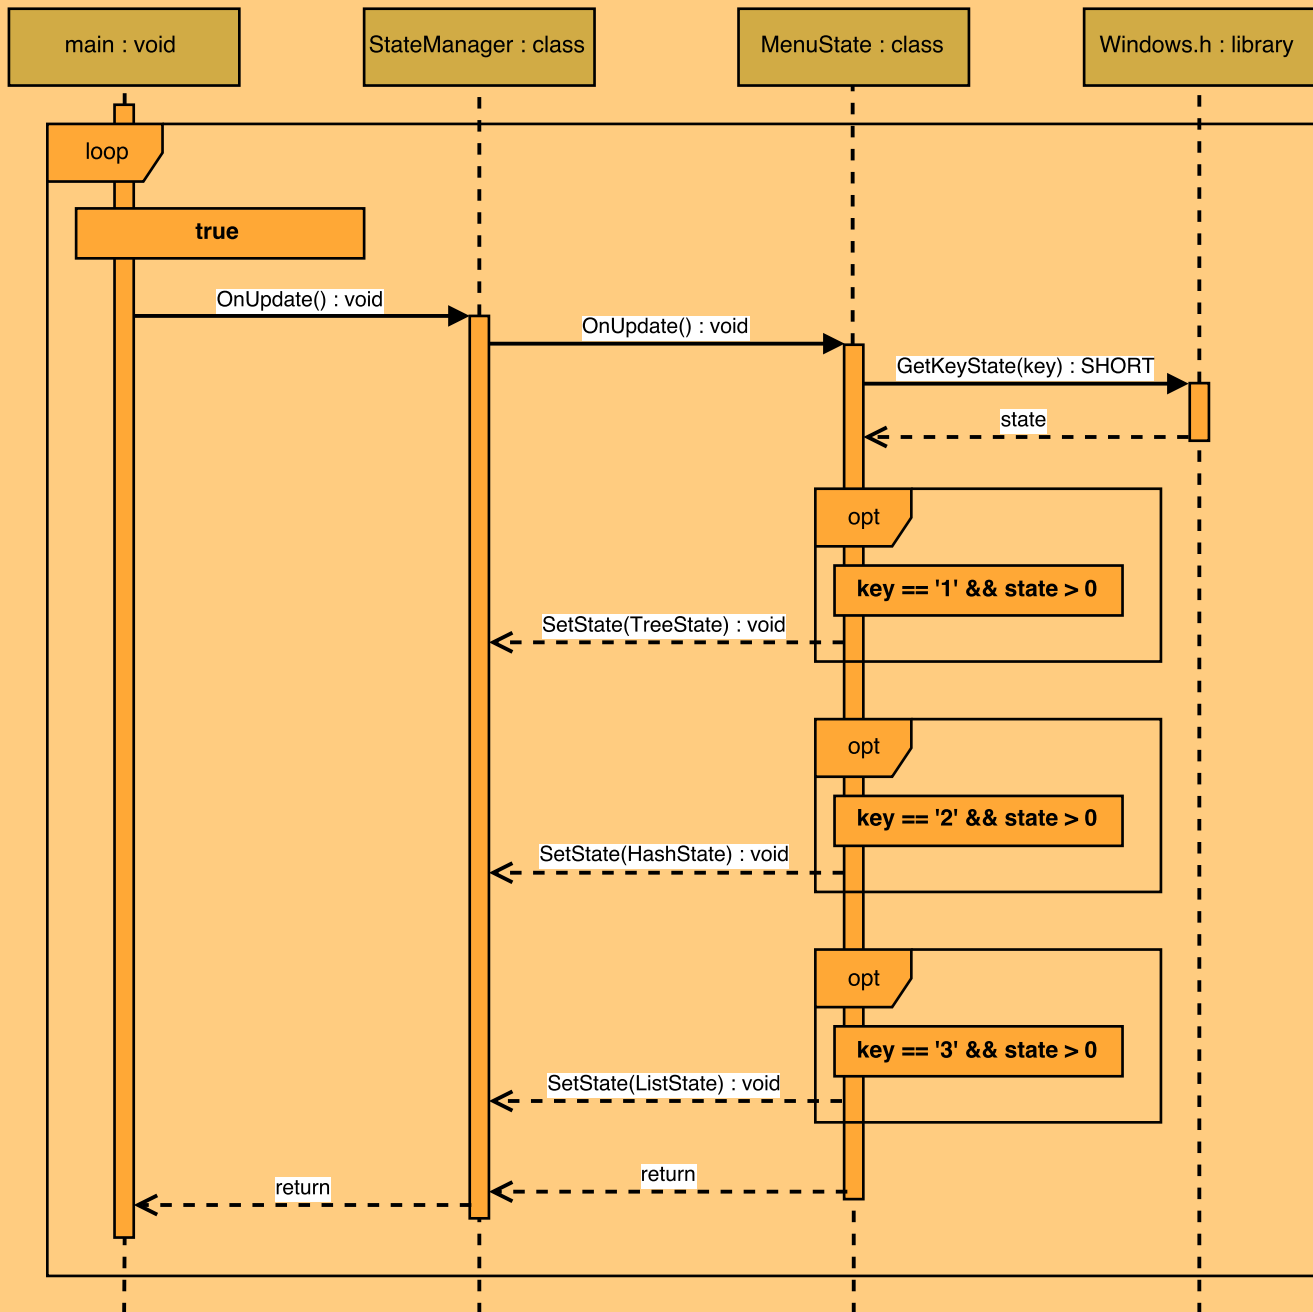 main : void
StateManager : class
MenuState : class
Windows.h : library
loop
true
OnUpdate() : void
OnUpdate() : void
GetKeyState(key) : SHORT
state
opt
key == '1' && state > 0
SetState(TreeState) : void
opt
key == '2' && state > 0
SetState(HashState) : void
opt
key == '3' && state > 0
SetState(ListState) : void
return
return